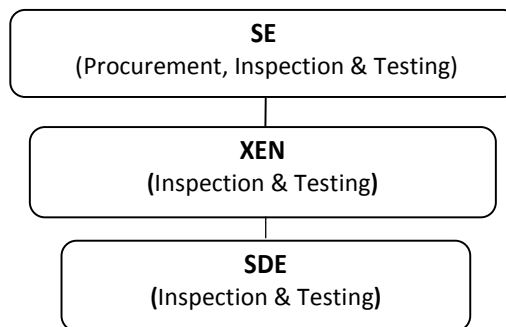 SE
(Procurement, Inspection & Testing)
XEN
(Inspection & Testing)
SDE
(Inspection & Testing)